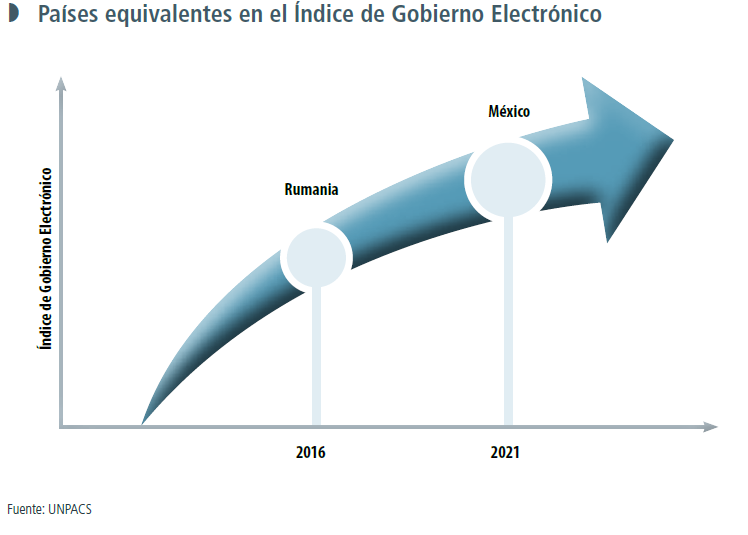 Países equivalentes en el Índice de Gobierno Electrónico
México
Rumania
Índice de Gobierno Electrónico
2016
2021
Fuente: UNPACS